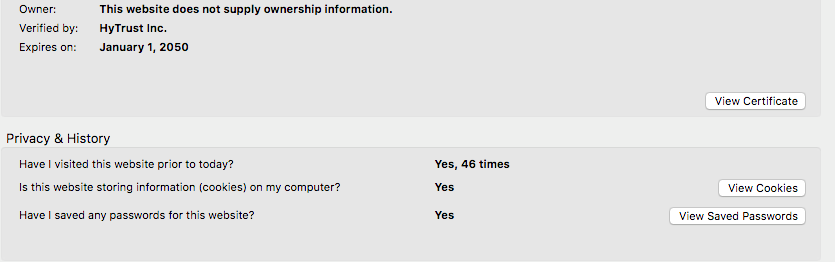 Owner: This website does not supply ownership information.
Verified by: HyTrust Inc.
Expires on: January 1, 2050
View Certificate
Privacy & History
Have I visited this website prior to today? Yes, 46 times
Is this website storing information (cookies) on my computer? Yes View Cookies
Have I saved any passwords for this website? Yes View Saved Passwords